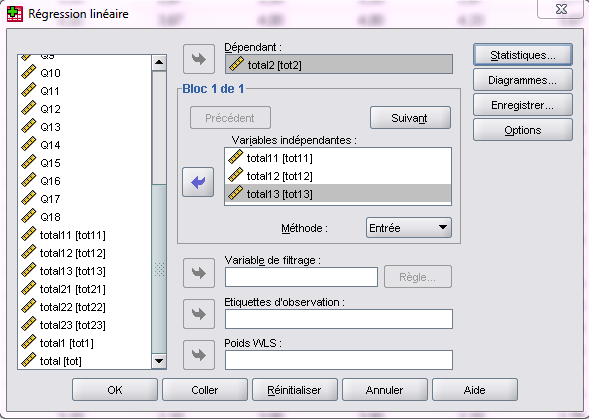 Régression linéaire
Q9
Q10
Q11
Q12
Q13
Q14
Q15
Q16
Q17
Q18
total11 [tot11]
total12 [tot12]
total13 [tot13]
total21 [tot21]
total22 [tot22]
total23 [tot23]
total1 [tot1]
total [tot]
Dépendant :
total2 [tot2]
Bloc 1 de 1
Précédent
Suivant
Variables indépendantes :
total11 [tot11]
total12 [tot12]
total13 [tot13]
Méthode :
Entrée
Variable de filtrage :
Règle...
Etiquettes d'observation :
Poids WLS :
Statistiques...
Diagrammes...
Enregistrer...
Options
OK
Coller
Réinitialiser
Annuler
Aide